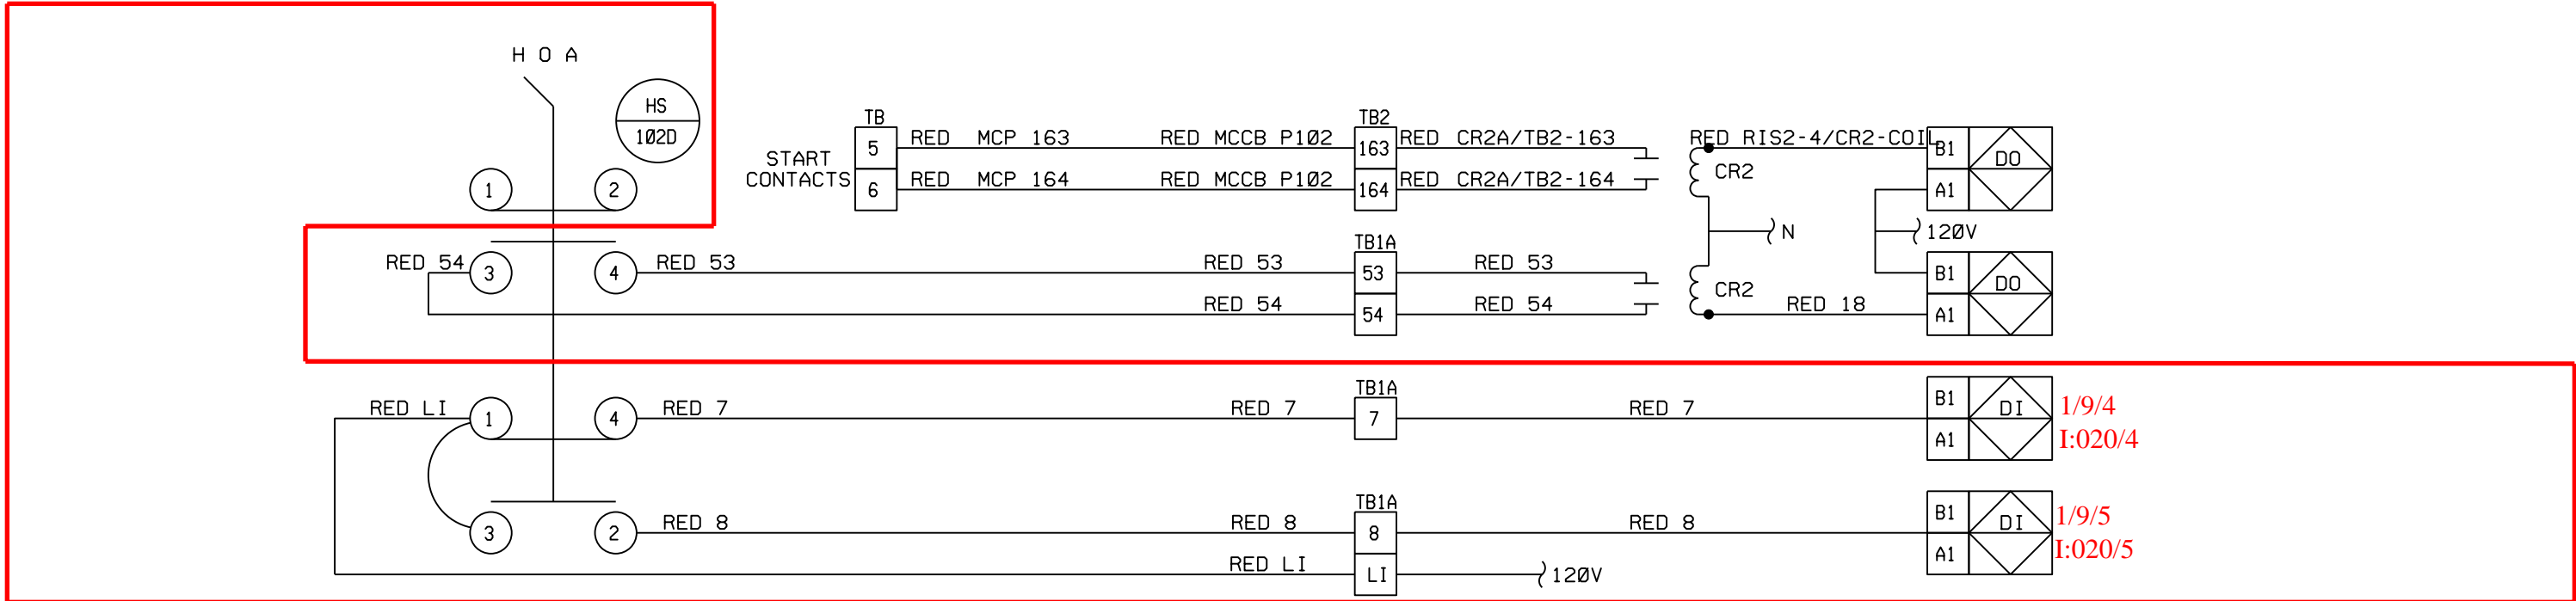 H O A
HS
102D
1 2
TB
START
CONTACTS
5 RED MCP 163 RED MCCB P102
6 RED MCP 164 RED MCCB P102
TB2
163 RED CR2A/TB2-163
164 RED CR2A/TB2-164
RED RIS2-4/CR2-COIL
CR2
B1 DO
A1
N
120V
RED 54 3 4 RED 53 RED 53
RED 54
TB1A
53 RED 53
54 RED 54
CR2
RED 18
B1 DO
A1
RED LI 1 4 RED 7 RED 7
TB1A
7 RED 7
B1 DI
A1
1/9/4
I:020/4
3 2 RED 8 RED 8
TB1A
8 RED 8
B1 DI
A1
1/9/5
I:020/5
RED LI LI 120V